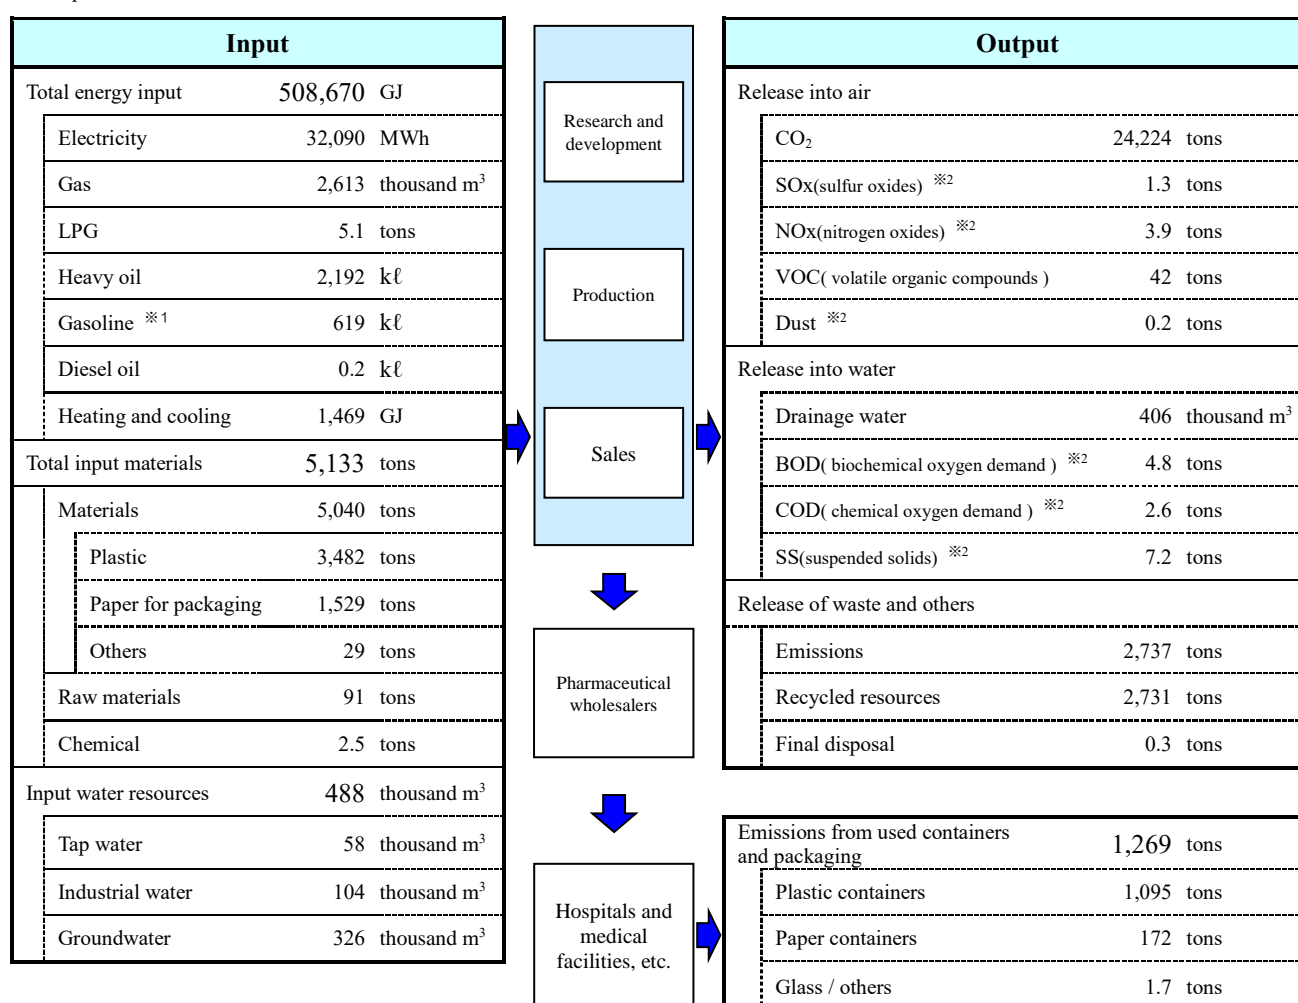 Input
Total energy input 508,670 GJ
Electricity 32,090 MWh
Gas 2,613 thousand m³
LPG 5.1 tons
Heavy oil 2,192 kℓ
Gasoline ※1 619 kℓ
Diesel oil 0.2 kℓ
Heating and cooling 1,469 GJ
Total input materials 5,133 tons
Materials 5,040 tons
Plastic 3,482 tons
Paper for packaging 1,529 tons
Others 29 tons
Raw materials 91 tons
Chemical 2.5 tons
Input water resources 488 thousand m³
Tap water 58 thousand m³
Industrial water 104 thousand m³
Groundwater 326 thousand m³
Research and
development
Production
Sales
Pharmaceutical
wholesalers
Hospitals and
medical
facilities, etc.
Output
Release into air
CO₂ 24,224 tons
SOx(sulfur oxides) ※2 1.3 tons
NOx(nitrogen oxides) ※2 3.9 tons
VOC( volatile organic compounds ) 42 tons
Dust ※2 0.2 tons
Release into water
Drainage water 406 thousand m³
BOD( biochemical oxygen demand ) ※2 4.8 tons
COD( chemical oxygen demand ) ※2 2.6 tons
SS(suspended solids) ※2 7.2 tons
Release of waste and others
Emissions 2,737 tons
Recycled resources 2,731 tons
Final disposal 0.3 tons
Emissions from used containers
and packaging 1,269 tons
Plastic containers 1,095 tons
Paper containers 172 tons
Glass / others 1.7 tons